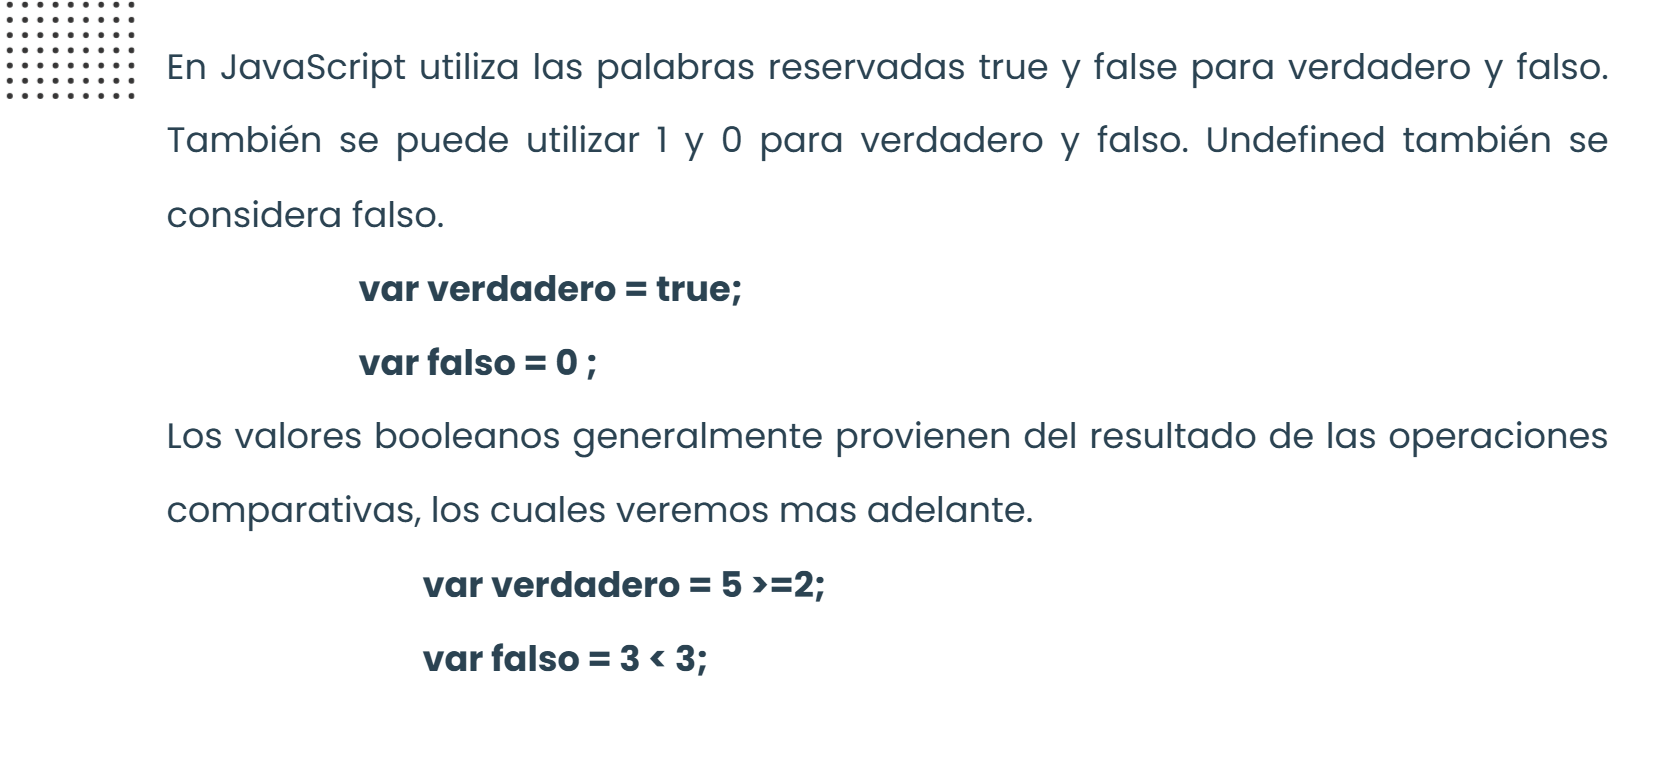 En JavaScript utiliza las palabras reservadas true y false para verdadero y falso.
También se puede utilizar 1 y 0 para verdadero y falso. Undefined también se
considera falso.
var verdadero = true;
var falso = 0 ;
Los valores booleanos generalmente provienen del resultado de las operaciones
comparativas, los cuales veremos mas adelante.
var verdadero = 5 >=2;
var falso = 3 < 3;